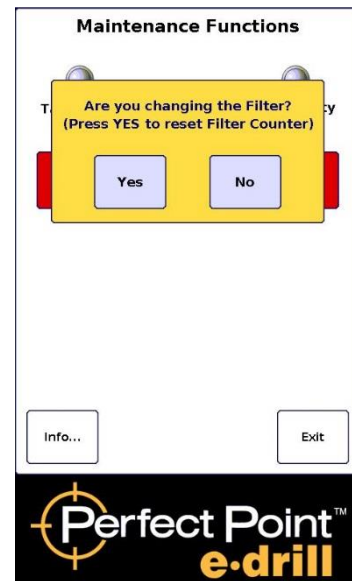 Maintenance Functions
Are you changing the Filter?
(Press YES to reset Filter Counter)
Yes
No
Info...
Exit
Perfect Point™
e•drill